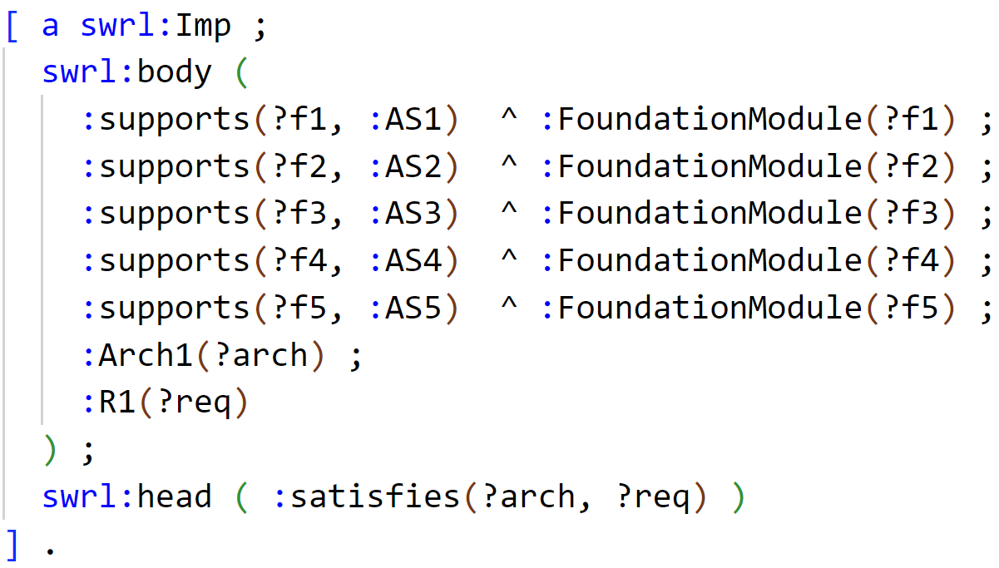 [ a swrl:Imp ;
swrl:body (
:supports(?f1, :AS1) ^ :FoundationModule(?f1) ;
:supports(?f2, :AS2) ^ :FoundationModule(?f2) ;
:supports(?f3, :AS3) ^ :FoundationModule(?f3) ;
:supports(?f4, :AS4) ^ :FoundationModule(?f4) ;
:supports(?f5, :AS5) ^ :FoundationModule(?f5) ;
:Arch1(?arch) ;
:R1(?req)
) ;
swrl:head ( :satisfies(?arch, ?req) )
] .